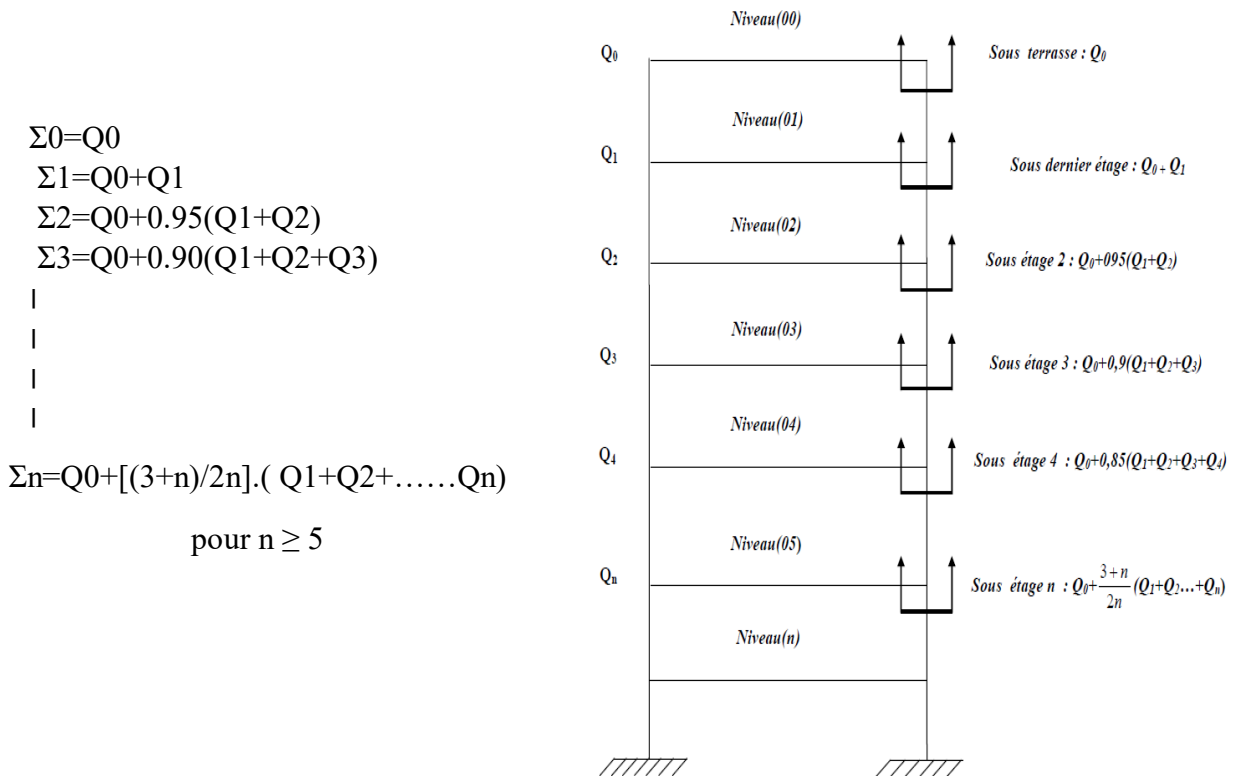 Σ0=Q0
Σ1=Q0+Q1
Σ2=Q0+0.95(Q1+Q2)
Σ3=Q0+0.90(Q1+Q2+Q3)
|
|
|
|
Σn=Q0+[(3+n)/2n].( Q1+Q2+……Qn)
pour n ≥ 5
Niveau(00)
Q₀
Sous terrasse : Q₀
Niveau(01)
Q₁
Sous dernier étage : Q₀ + Q₁
Niveau(02)
Q₂
Sous étage 2 : Q₀+095(Q₁+Q₂)
Niveau(03)
Q₃
Sous étage 3 : Q₀+0,9(Q₁+Q₂+Q₃)
Niveau(04)
Q₄
Sous étage 4 : Q₀+0,85(Q₁+Q₂+Q₃+Q₄)
Niveau(05)
Qₙ
Sous étage n : Q₀+(3+n)/(2n)(Q₁+Q₂...+Qₙ)
Niveau(n)